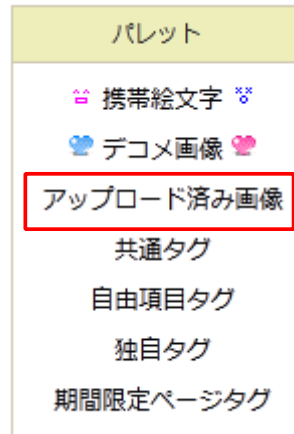 パレット
携帯絵文字
デコメ画像
アップロード済み画像
共通タグ
自由項目タグ
独自タグ
期間限定ページタグ